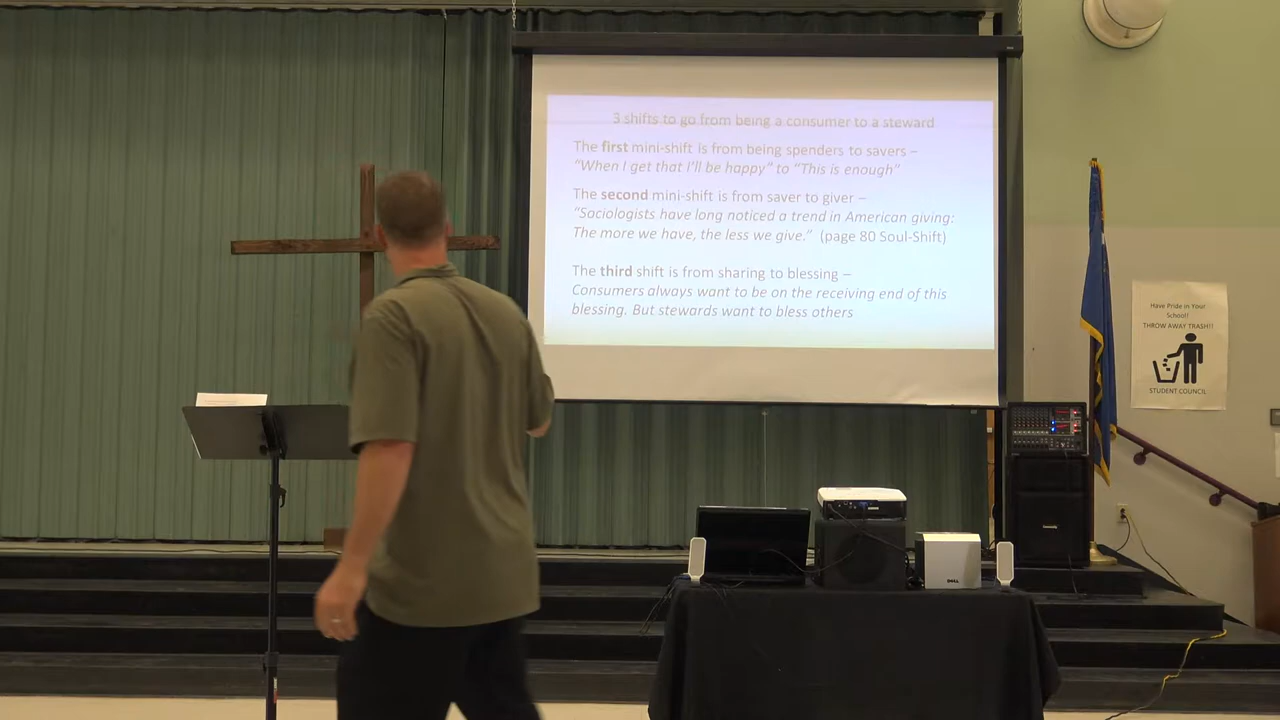 3 shifts to go from being a consumer to a steward
The first mini-shift is from being spenders to savers –
"When I get that I'll be happy" to "This is enough"
The second mini-shift is from saver to giver –
"Sociologists have long noticed a trend in American giving:
The more we have, the less we give." (page 80 Soul-Shift)
The third shift is from sharing to blessing –
Consumers always want to be on the receiving end of this
blessing. But stewards want to bless others
Have Pride in Your
School!!
THROW AWAY TRASH!!
STUDENT COUNCIL
DELL